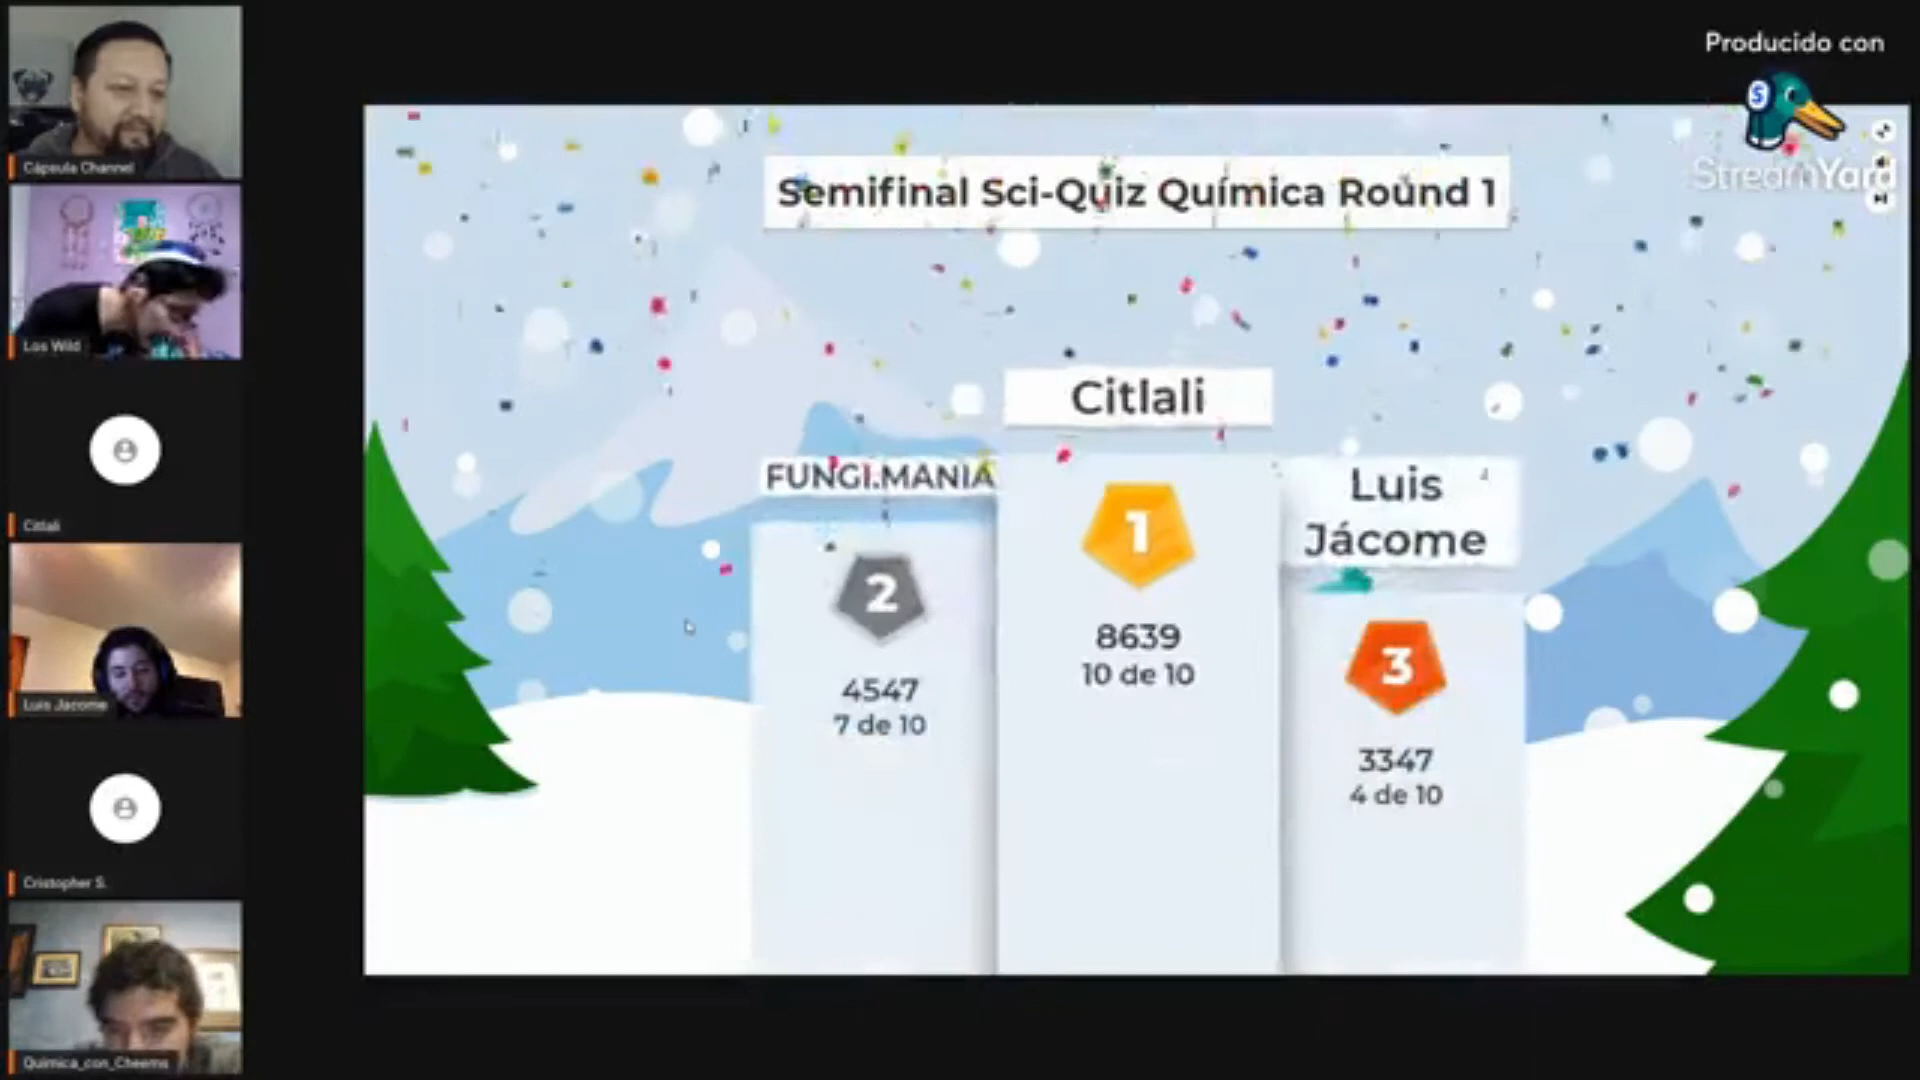 Producido con
StreamYard
Cápsula Channel
Los Wild
Citlali
Luis Jacome
Cristopher S.
Química_con_Cheems
Semifinal Sci-Quiz Química Round 1
Citlali
1
8639
10 de 10
FUNGI.MANIA
2
4547
7 de 10
Luis
Jácome
3
3347
4 de 10